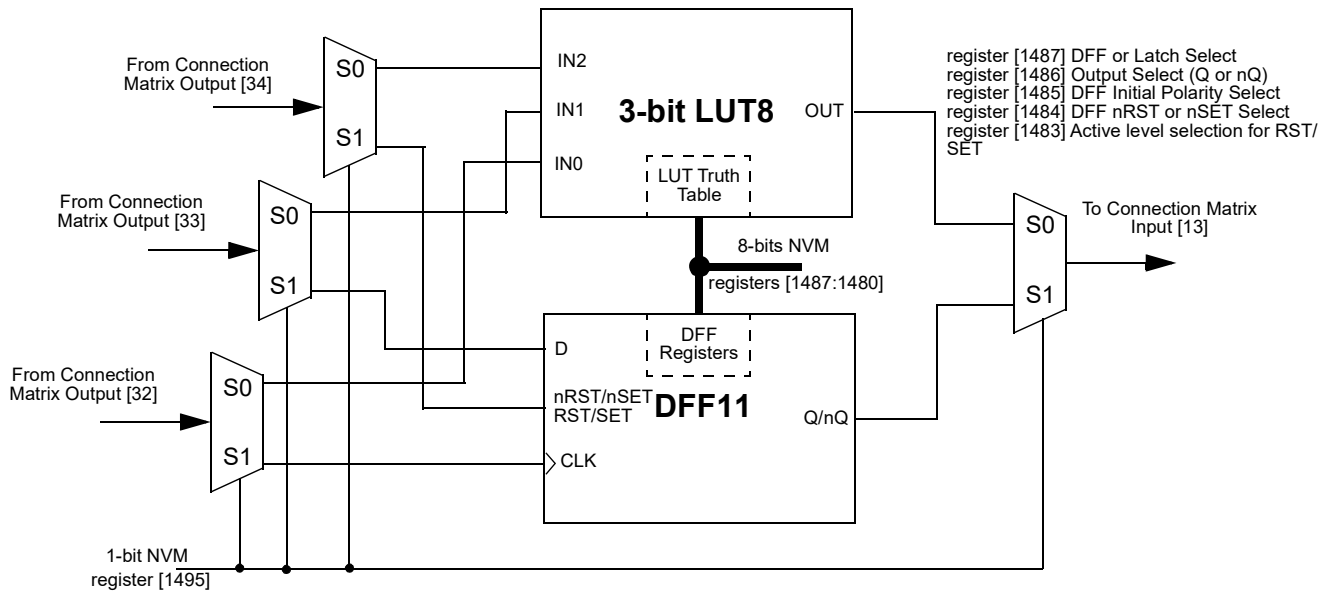 From Connection
Matrix Output [34]
S0
S1
From Connection
Matrix Output [33]
S0
S1
From Connection
Matrix Output [32]
S0
S1
1-bit NVM
register [1495]
IN2
IN1
IN0
3-bit LUT8
OUT
LUT Truth
Table
8-bits NVM
registers [1487:1480]
DFF
Registers
D
nRST/nSET
RST/SET
DFF11
Q/nQ
CLK
register [1487] DFF or Latch Select
register [1486] Output Select (Q or nQ)
register [1485] DFF Initial Polarity Select
register [1484] DFF nRST or nSET Select
register [1483] Active level selection for RST/
SET
S0
S1
To Connection Matrix
Input [13]